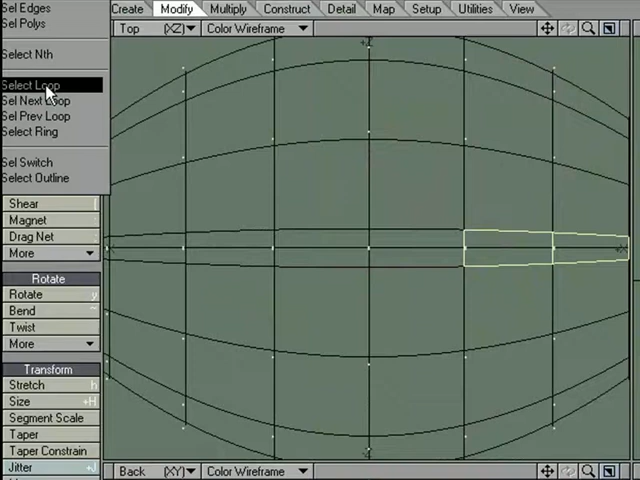 Sel Edges
Sel Polys
Select Nth
Select Loop
Sel Next Loop
Sel Prev Loop
Select Ring
Sel Switch
Select Outline
Create Modify Multiply Construct Detail Map Setup Utilities View
Top (XZ) Color Wireframe
Shear [
Magnet :
Drag Net ;
More
Rotate
Rotate y
Bend ~
Twist
More
Transform
Stretch h
Size +H
Segment Scale
Taper
Taper Constrain
Jitter +J
Back (XY) Color Wireframe